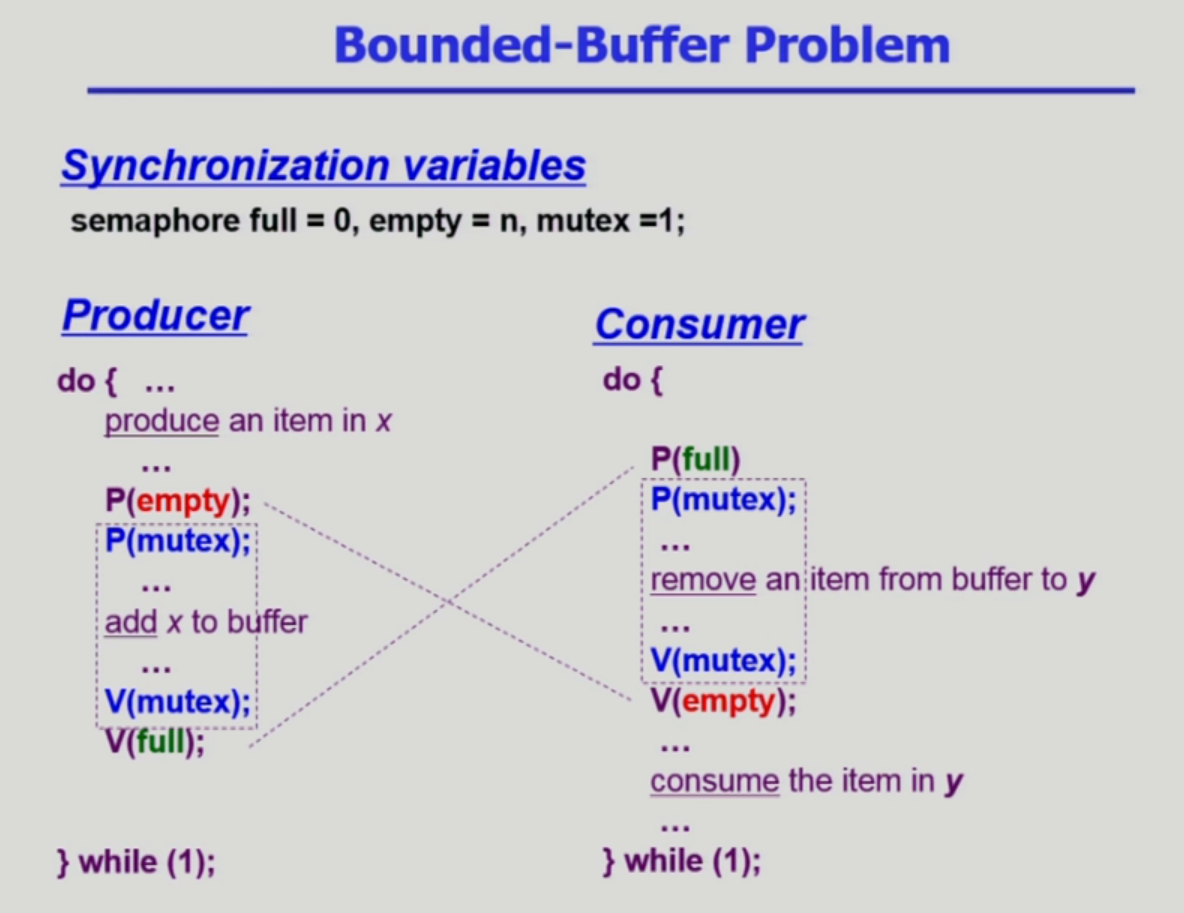 Bounded-Buffer Problem
Synchronization variables
semaphore full = 0, empty = n, mutex =1;
Producer
do { ...
produce an item in x
...
P(empty);
P(mutex);
...
add x to buffer
...
V(mutex);
V(full);
} while (1);
Consumer
do {
P(full)
P(mutex);
...
remove an item from buffer to y
...
V(mutex);
V(empty);
...
consume the item in y
...
} while (1);